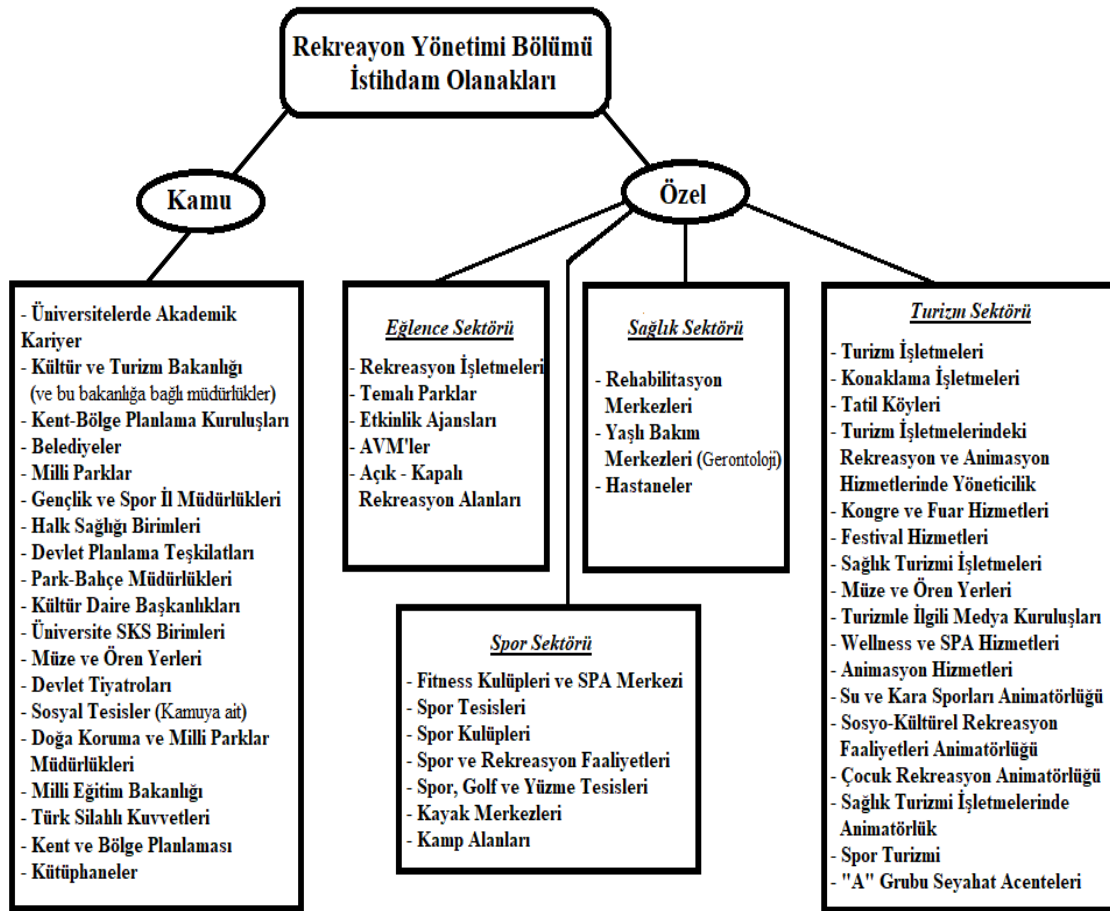 Rekreayon Yönetimi Bölümü
İstihdam Olanakları
Kamu
Özel
- Üniversitelerde Akademik
Kariyer
- Kültür ve Turizm Bakanlığı
(ve bu bakanlığa bağlı müdürlükler)
- Kent-Bölge Planlama Kuruluşları
- Belediyeler
- Milli Parklar
- Gençlik ve Spor İl Müdürlükleri
- Halk Sağlığı Birimleri
- Devlet Planlama Teşkilatları
- Park-Bahçe Müdürlükleri
- Kültür Daire Başkanlıkları
- Üniversite SKS Birimleri
- Müze ve Ören Yerleri
- Devlet Tiyatroları
- Sosyal Tesisler (Kamuya ait)
- Doğa Koruma ve Milli Parklar
Müdürlükleri
- Milli Eğitim Bakanlığı
- Türk Silahlı Kuvvetleri
- Kent ve Bölge Planlaması
- Kütüphaneler
Eğlence Sektörü
- Rekreasyon İşletmeleri
- Temalı Parklar
- Etkinlik Ajansları
- AVM'ler
- Açık - Kapalı
Rekreasyon Alanları
Spor Sektörü
- Fitness Kulüpleri ve SPA Merkezi
- Spor Tesisleri
- Spor Kulüpleri
- Spor ve Rekreasyon Faaliyetleri
- Spor, Golf ve Yüzme Tesisleri
- Kayak Merkezleri
- Kamp Alanları
Sağlık Sektörü
- Rehabilitasyon
Merkezleri
- Yaşlı Bakım
Merkezleri (Gerontoloji)
- Hastaneler
Turizm Sektörü
- Turizm İşletmeleri
- Konaklama İşletmeleri
- Tatil Köyleri
- Turizm İşletmelerindeki
Rekreasyon ve Animasyon
Hizmetlerinde Yöneticilik
- Kongre ve Fuar Hizmetleri
- Festival Hizmetleri
- Sağlık Turizmi İşletmeleri
- Müze ve Ören Yerleri
- Turizmle İlgili Medya Kuruluşları
- Wellness ve SPA Hizmetleri
- Animasyon Hizmetleri
- Su ve Kara Sporları Animatörlüğü
- Sosyo-Kültürel Rekreasyon
Faaliyetleri Animatörlüğü
- Çocuk Rekreasyon Animatörlüğü
- Sağlık Turizmi İşletmelerinde
Animatörlük
- Spor Turizmi
- "A" Grubu Seyahat Acenteleri